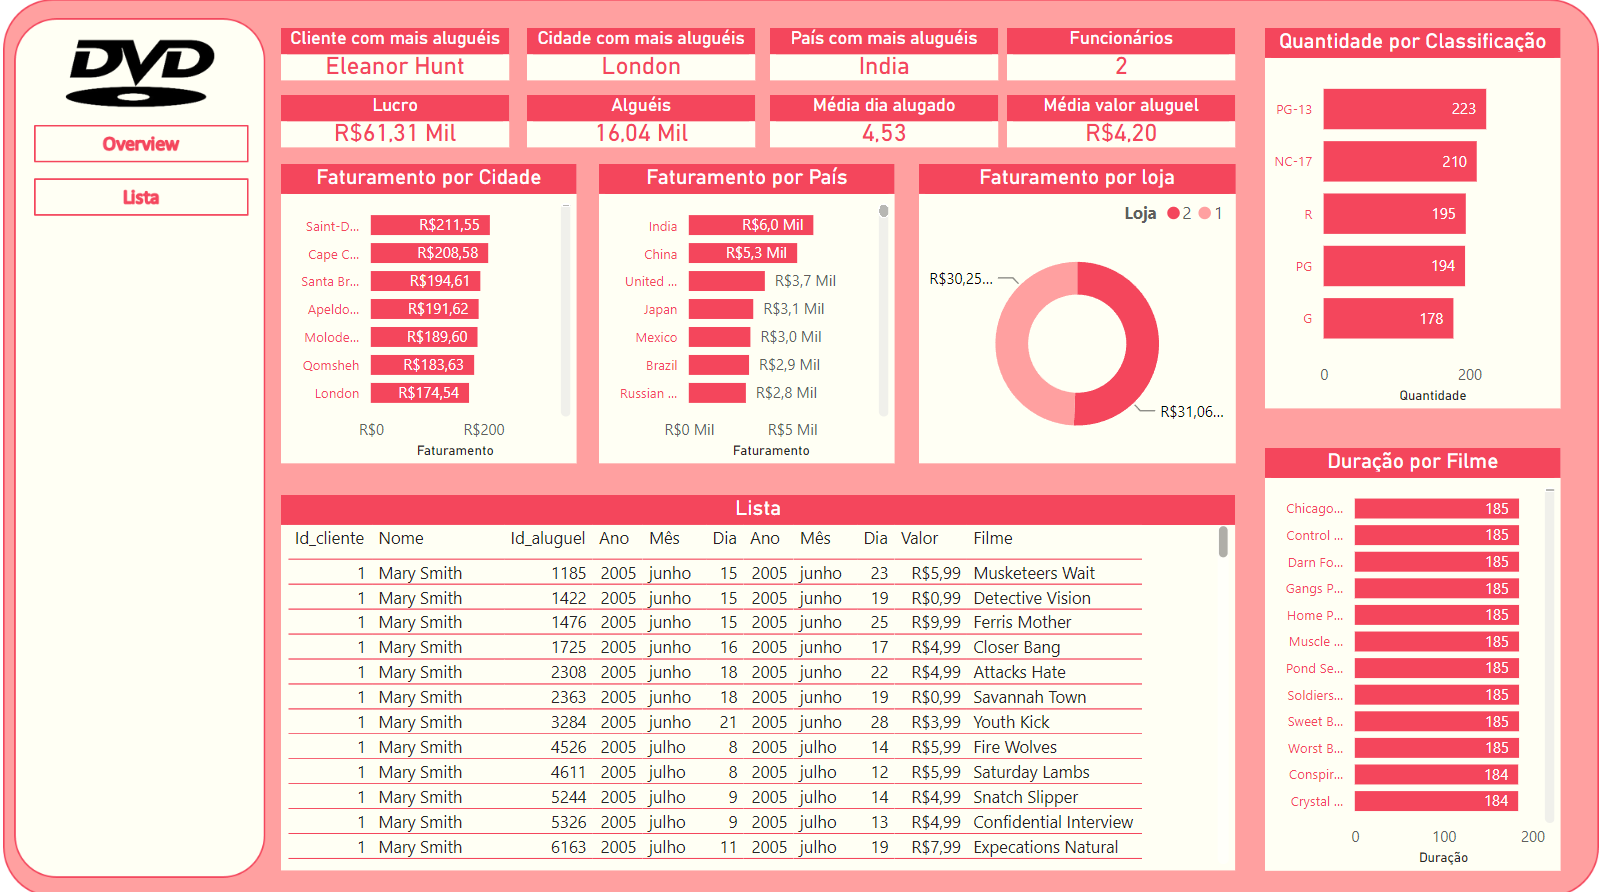 DVD
Overview
Lista
Cliente com mais aluguéis
Eleanor Hunt
Cidade com mais aluguéis
London
País com mais aluguéis
India
Funcionários
2
Lucro
R$61,31 Mil
Alguéis
16,04 Mil
Média dia alugado
4,53
Média valor aluguel
R$4,20
Faturamento por Cidade
Saint-D... R$211,55
Cape C... R$208,58
Santa Br... R$194,61
Apeldo... R$191,62
Molode... R$189,60
Qomsheh R$183,63
London R$174,54
R$0 R$200
Faturamento
Faturamento por País
India R$6,0 Mil
China R$5,3 Mil
United ... R$3,7 Mil
Japan R$3,1 Mil
Mexico R$3,0 Mil
Brazil R$2,9 Mil
Russian ... R$2,8 Mil
R$0 Mil R$5 Mil
Faturamento
Faturamento por loja
Loja 2 1
R$30,25...
R$31,06...
Quantidade por Classificação
PG-13 223
NC-17 210
R 195
PG 194
G 178
0 200
Quantidade
Duração por Filme
Chicago... 185
Control ... 185
Darn Fo... 185
Gangs P... 185
Home P... 185
Muscle ... 185
Pond Se... 185
Soldiers... 185
Sweet B... 185
Worst B... 185
Conspir... 184
Crystal ... 184
0 100 200
Duração
Lista
Id_cliente Nome Id_aluguel Ano Mês Dia Ano Mês Dia Valor Filme
1 Mary Smith 1185 2005 junho 15 2005 junho 23 R$5,99 Musketeers Wait
1 Mary Smith 1422 2005 junho 15 2005 junho 19 R$0,99 Detective Vision
1 Mary Smith 1476 2005 junho 15 2005 junho 25 R$9,99 Ferris Mother
1 Mary Smith 1725 2005 junho 16 2005 junho 17 R$4,99 Closer Bang
1 Mary Smith 2308 2005 junho 18 2005 junho 22 R$4,99 Attacks Hate
1 Mary Smith 2363 2005 junho 18 2005 junho 19 R$0,99 Savannah Town
1 Mary Smith 3284 2005 junho 21 2005 junho 28 R$3,99 Youth Kick
1 Mary Smith 4526 2005 julho 8 2005 julho 14 R$5,99 Fire Wolves
1 Mary Smith 4611 2005 julho 8 2005 julho 12 R$5,99 Saturday Lambs
1 Mary Smith 5244 2005 julho 9 2005 julho 14 R$4,99 Snatch Slipper
1 Mary Smith 5326 2005 julho 9 2005 julho 13 R$4,99 Confidential Interview
1 Mary Smith 6163 2005 julho 11 2005 julho 19 R$7,99 Expecations Natural